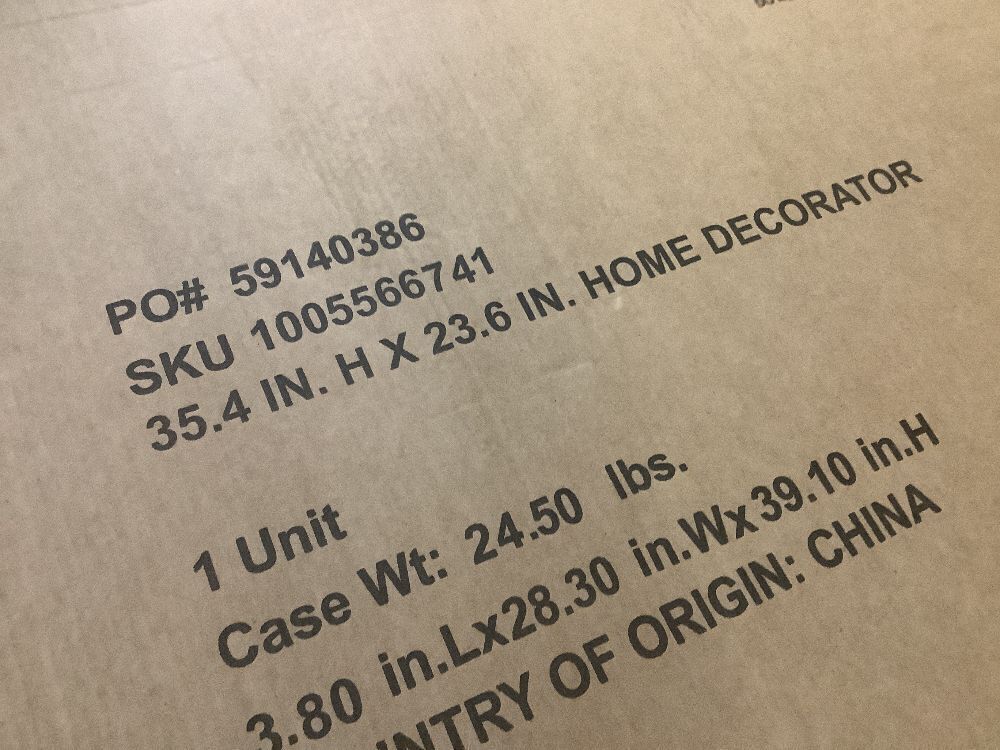 PO# 59140386
SKU 1005566741
35.4 IN. H X 23.6 IN. HOME DECORATOR
1 Unit
Case Wt: 24.50 lbs.
3.80 in.Lx28.30 in.Wx39.10 in.H
NTRY OF ORIGIN: CHINA